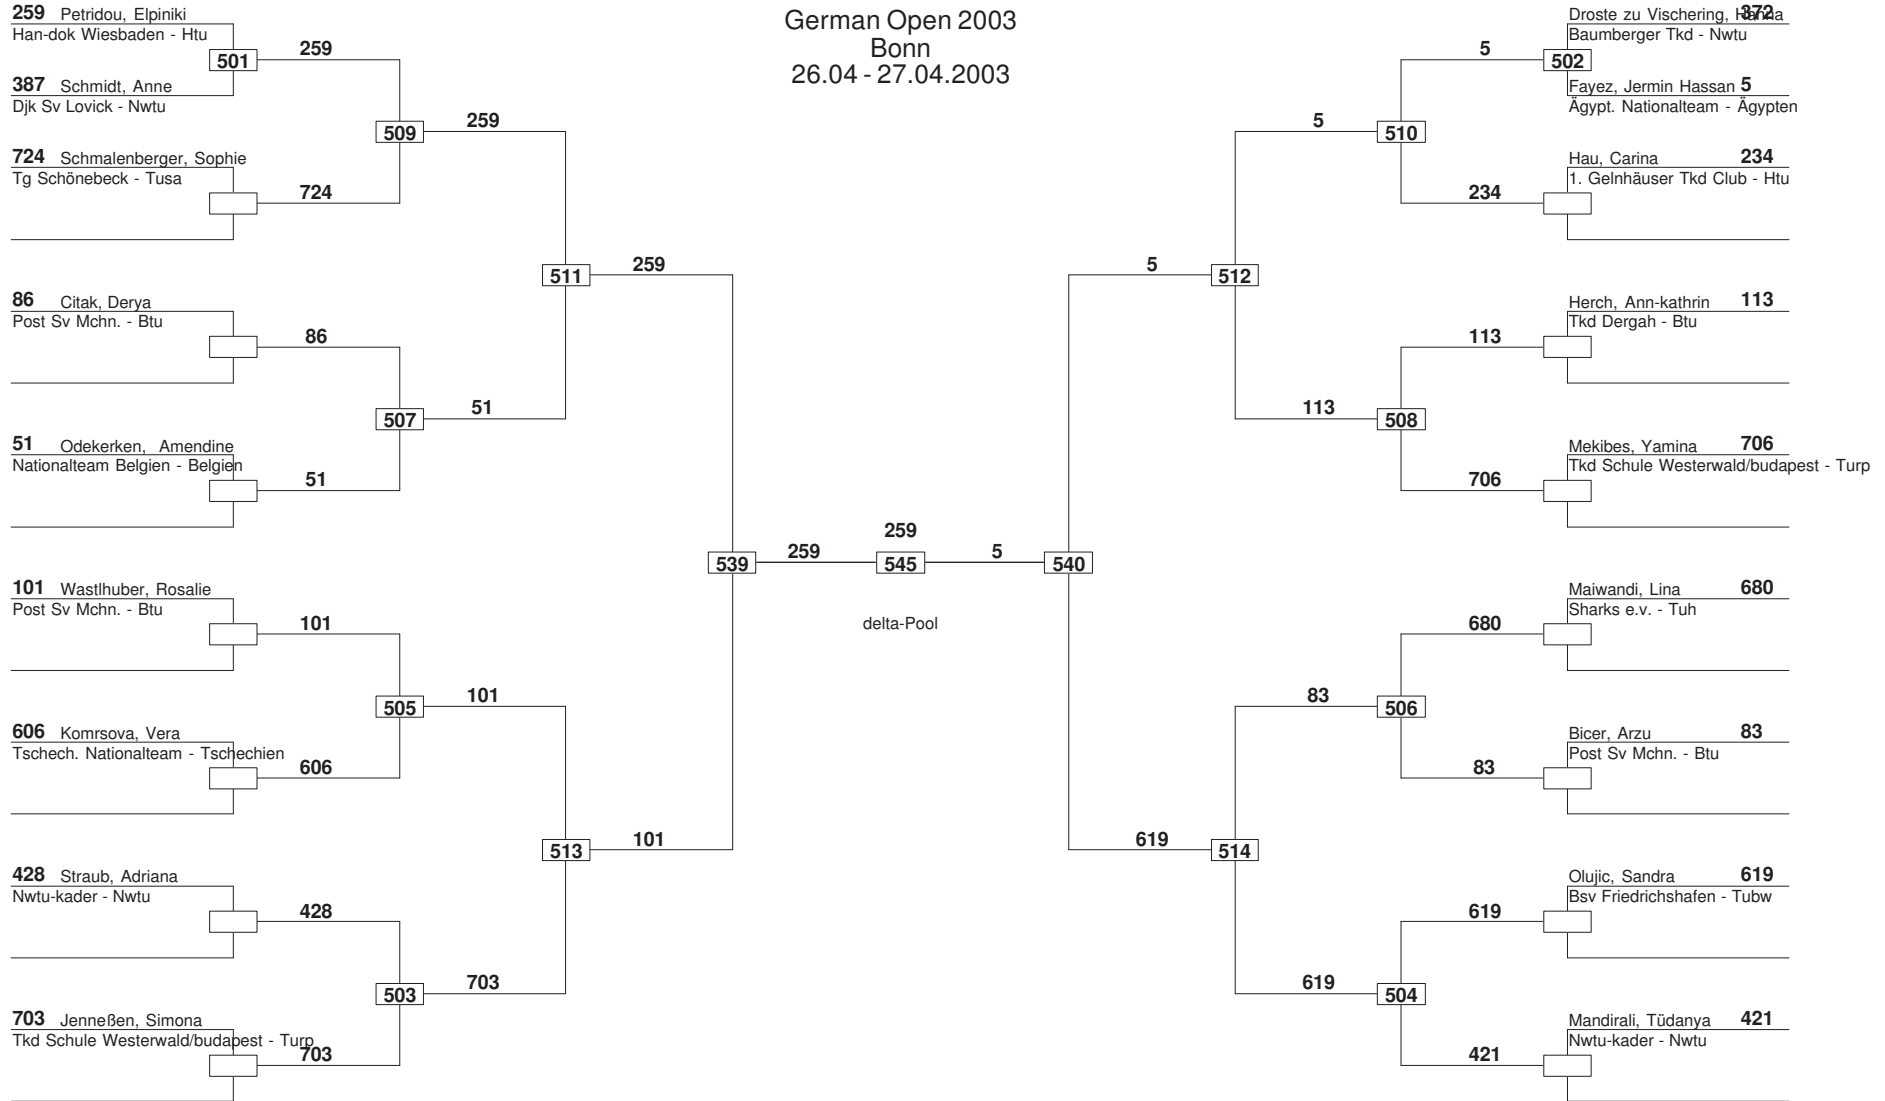 German Open 2003
Bonn
26.04 - 27.04.2003
259 Petridou, Elpiniki
Han-dok Wiesbaden - Htu
501
259
387 Schmidt, Anne
Djk Sv Lovick - Nwtu
509
259
724 Schmalenberger, Sophie
Tg Schönebeck - Tusa
724
511
259
86 Citak, Derya
Post Sv Mchn. - Btu
86
507
51
51 Odekerken, Amendine
Nationalteam Belgien - Belgien
51
539
259
101 Wastlhuber, Rosalie
Post Sv Mchn. - Btu
101
505
101
606 Komrsova, Vera
Tschech. Nationalteam - Tschechien
606
513
101
428 Straub, Adriana
Nwtu-kader - Nwtu
428
503
703
703 Jenneßen, Simona
Tkd Schule Westerwald/budapest - Turp
703
259
545
delta-Pool
Droste zu Vischering, Hanna 372
Baumberger Tkd - Nwtu
5
502
Fayez, Jermin Hassan 5
Ägypt. Nationalteam - Ägypten
5
510
Hau, Carina 234
1. Gelnhäuser Tkd Club - Htu
234
5
512
Herch, Ann-kathrin 113
Tkd Dergah - Btu
113
113
508
Mekibes, Yamina 706
Tkd Schule Westerwald/budapest - Turp
706
5
540
Maiwandi, Lina 680
Sharks e.v. - Tuh
680
83
506
Bicer, Arzu 83
Post Sv Mchn. - Btu
83
619
514
Olujic, Sandra 619
Bsv Friedrichshafen - Tubw
619
619
504
Mandirali, Tüdanya 421
Nwtu-kader - Nwtu
421